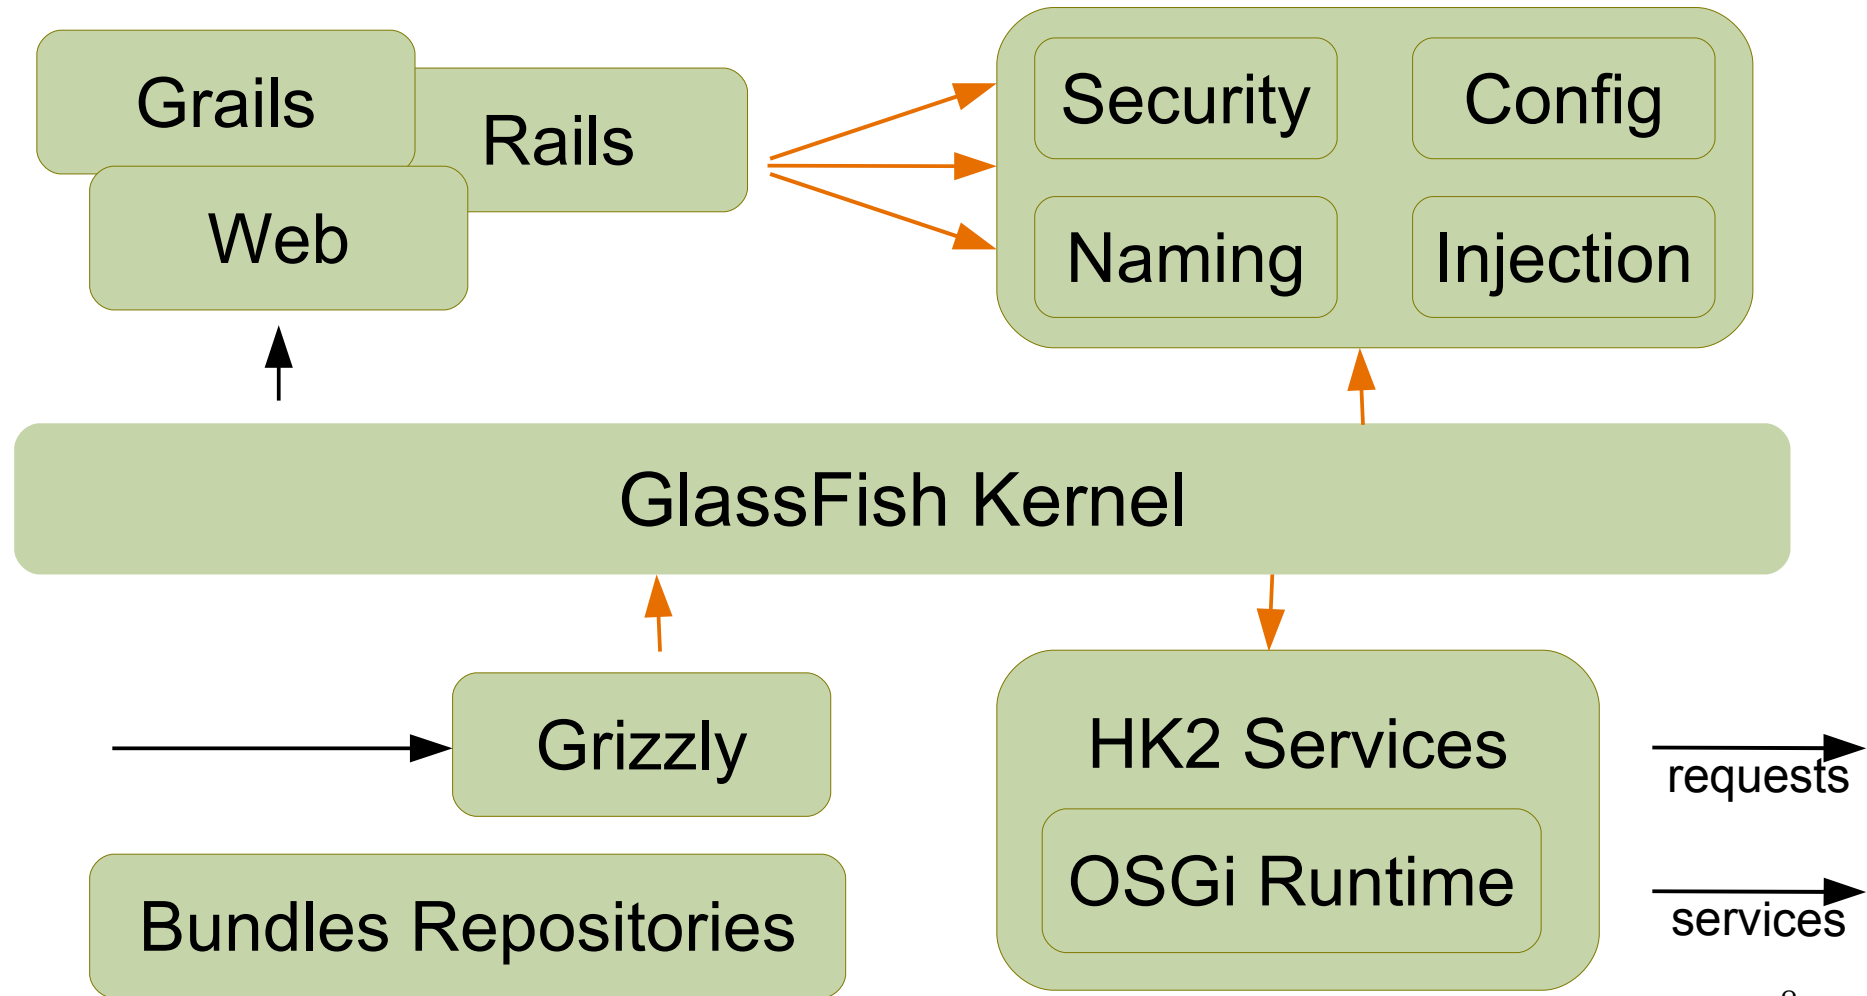 Grails
Rails
Web
Security
Config
Naming
Injection
GlassFish Kernel
Grizzly
HK2 Services
requests
OSGi Runtime
services
Bundles Repositories